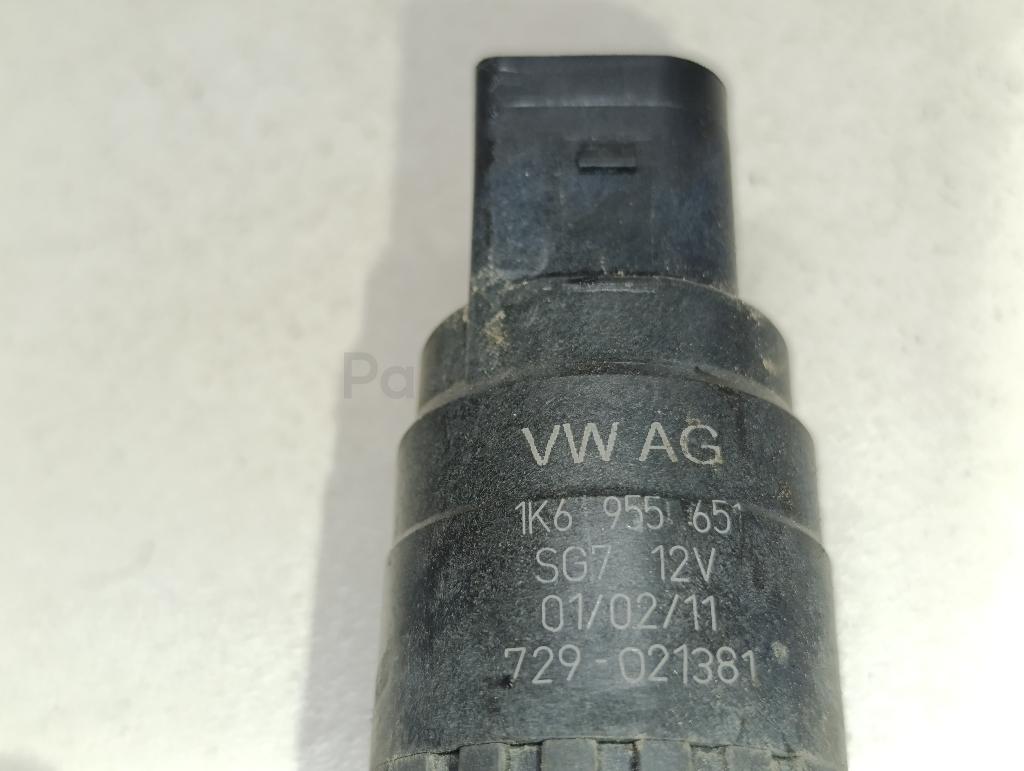 VW AG
1K6 955 651
SG7 12V
01/02/11
729-021381